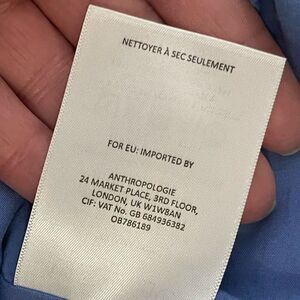 NETTOYER À SEC SEULEMENT
FOR EU: IMPORTED BY
ANTHROPOLOGIE
24 MARKET PLACE, 3RD FLOOR,
LONDON, UK W1W8AN
CIF: VAT No. GB 684936382
OB786189